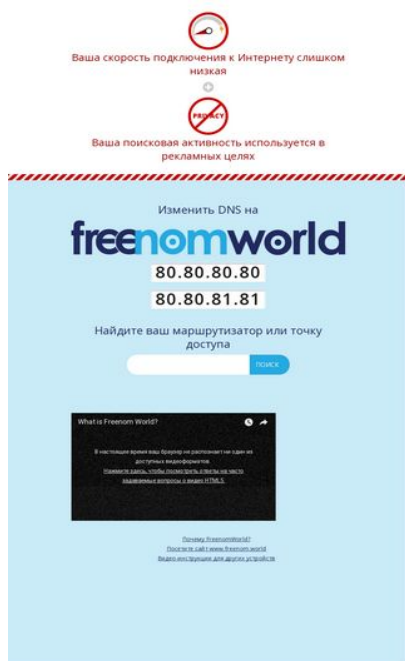 Ваша скорость подключения к Интернету слишком
низкая
PRIVACY
Ваша поисковая активность используется в
рекламных целях
Изменить DNS на
freenomworld
80.80.80.80
80.80.81.81
Найдите ваш маршрутизатор или точку
доступа
ПОИСК
What is Freenom World?
В настоящее время ваш браузер не распознает ни один из
доступных видеоформатов.
Нажмите здесь, чтобы посмотреть ответы на часто
задаваемые вопросы о видео HTML5.
Почему FreenomWorld?
Посетите сайт www.freenom.world
Видео-инструкции для других устройств